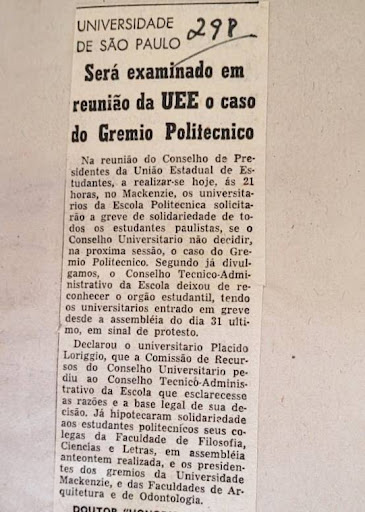 UNIVERSIDADE
DE SÃO PAULO
298
Será examinado em
reunião da UEE o caso
do Gremio Politecnico
Na reunião do Conselho de Pre-
sidentes da União Estadual de Es-
tudantes, a realizar-se hoje, ás 21
horas, no Mackenzie, os universi-
tarios da Escola Politecnica solicita-
rão a greve de solidariedade de to-
dos os estudantes paulistas, se o
Conselho Universitario não decidir,
na proxima sessão, o caso do Gre-
mio Politecnico. Segundo já divul-
gamos, o Conselho Tecnico-Admi-
nistrativo da Escola deixou de re-
conhecer o orgão estudantil, tendo
os universitarios entrado em greve
desde a assembléia do dia 31 ulti-
mo, em sinal de protesto.
Declarou o universitario Placido
Loriggio, que a Comissão de Recur-
sos do Conselho Universitario pe-
diu ao Conselho Tecnico-Adminis-
trativo da Escola que esclarecesse
as razões e a base legal de sua de-
cisão. Já hipotecaram solidariedade
aos estudantes politecnicos seus co-
legas da Faculdade de Filosofia,
Ciencias e Letras, em assembléia
anteontem realizada, e os presiden-
tes dos gremios da Universidade
Mackenzie, e das Faculdades de Ar-
quitetura e de Odontologia.
DOUTOR